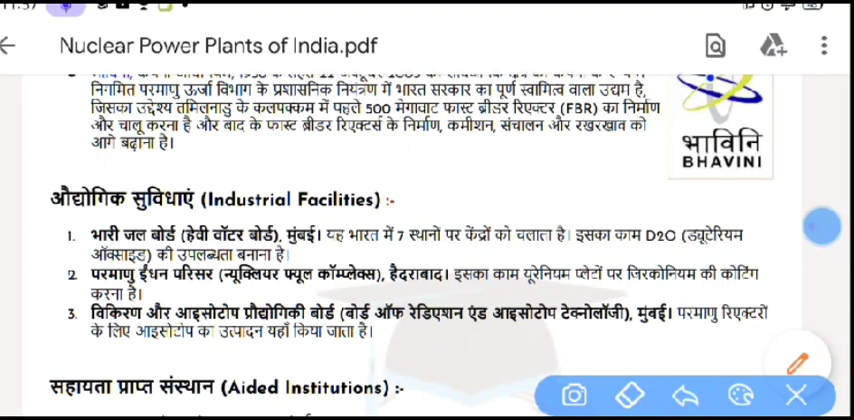 11:57
Nuclear Power Plants of India.pdf
निगमित परमाणु ऊर्जा विभाग के प्रशासनिक नियंत्रण में भारत सरकार का पूर्ण स्वामित्व वाला उद्यम है,
जिसका उद्देश्य तमिलनाडु के कलपक्कम में पहले 500 मेगावाट फास्ट ब्रीडर रिएक्टर (FBR) का निर्माण
और चालू करना है और बाद के फास्ट ब्रीडर रिएक्टर्स के निर्माण, कमीशन, संचालन और रखरखाव को
आगे बढ़ाना है।
भाविनि
BHAVINI
औद्योगिक सुविधाएं (Industrial Facilities) :-
1. भारी जल बोर्ड (हेवी वॉटर बोर्ड), मुंबई। यह भारत में 7 स्थानों पर केंद्रों को चलाता है। इसका काम D2O (ड्यूटेरियम
ऑक्साइड) की उपलब्धता बनाना है।
2. परमाणु ईंधन परिसर (न्यूक्लियर फ्यूल कॉम्प्लेक्स), हैदराबाद। इसका काम यूरेनियम प्लेटों पर जिरकोनियम की कोटिंग
करना है।
3. विकिरण और आइसोटोप प्रौद्योगिकी बोर्ड (बोर्ड ऑफ रेडिएशन एंड आइसोटोप टेक्नोलॉजी), मुंबई। परमाणु रिएक्टरों
के लिए आइसोटोप का उत्पादन यहाँ किया जाता है।
सहायता प्राप्त संस्थान (Aided Institutions) :-